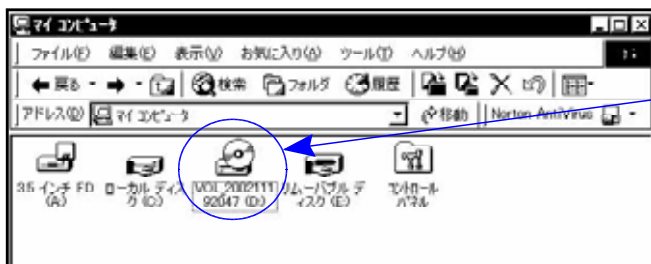 マイ コンピュータ
ファイル(F) 編集(E) 表示(V) お気に入り(A) ツール(T) ヘルプ(H)
戻る 検索 フォルダ 履歴
アドレス(D) マイ コンピュータ 移動 Norton AntiVirus
3.5 インチ FD (A:)
ローカル ディスク (C:)
VOL_200211192047 (D:)
リムーバブル ディスク (E:)
コントロール パネル